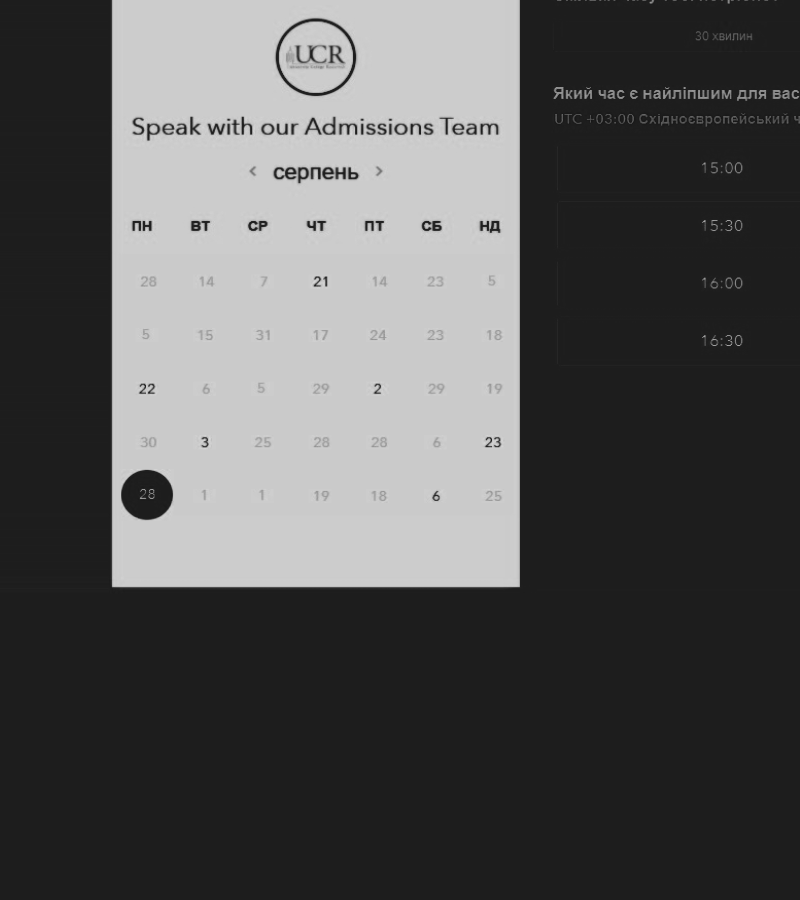 UCR
Speak with our Admissions Team
‹ серпень ›
ПН ВТ СР ЧТ ПТ СБ НД
28 14 7 21 14 23 5
5 15 31 17 24 23 18
22 6 5 29 2 29 19
30 3 25 28 28 6 23
28 1 1 19 18 6 25
30 хвилин
Який час є найліпшим для вас
UTC +03:00 Східноєвропейський ч
15:00
15:30
16:00
16:30